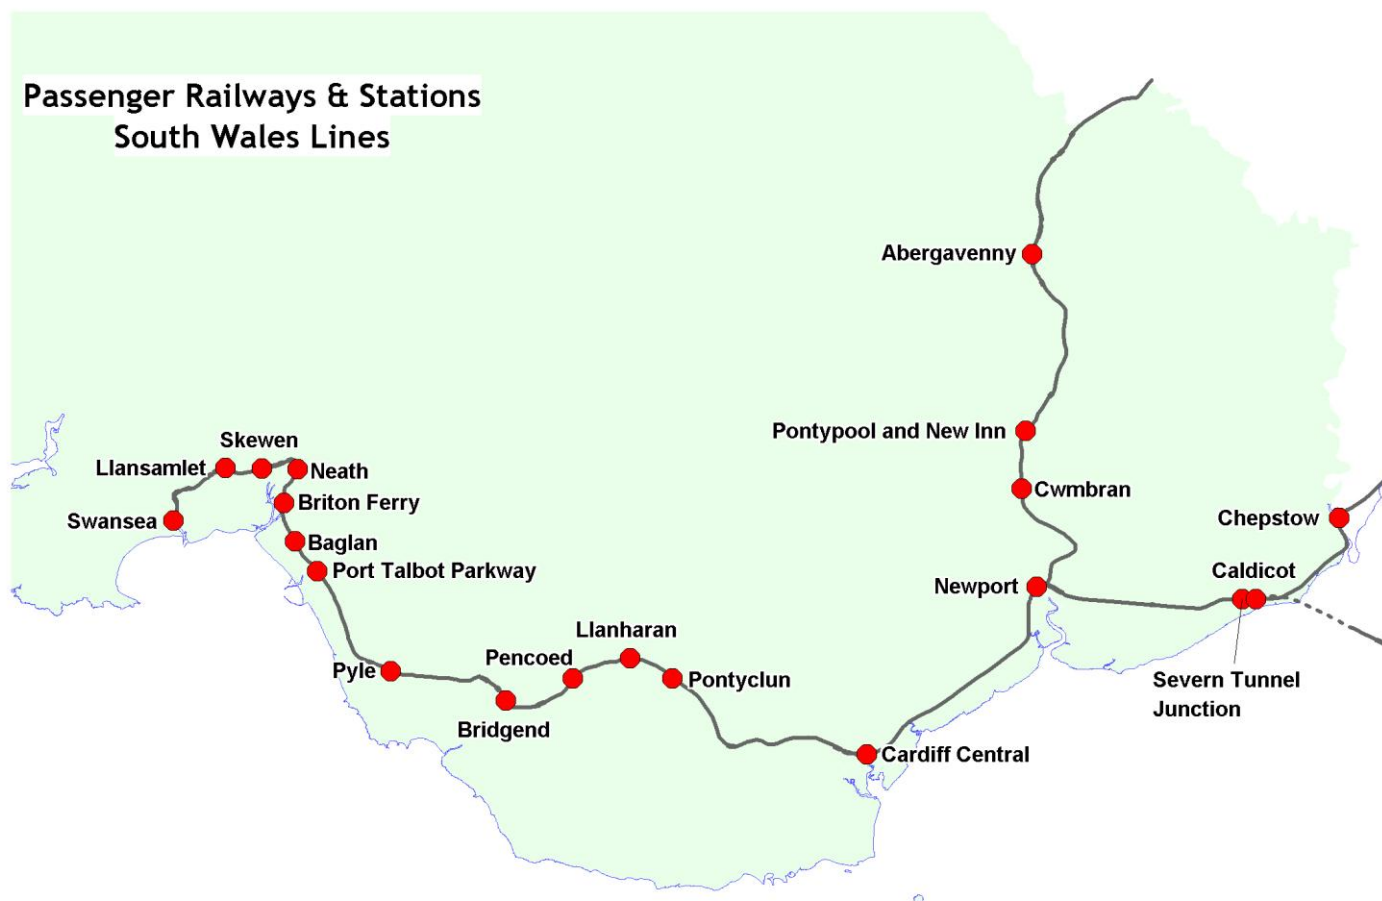 Passenger Railways & Stations
South Wales Lines
Abergavenny
Pontypool and New Inn
Skewen
Llansamlet
Neath
Cwmbran
Briton Ferry
Swansea
Chepstow
Baglan
Port Talbot Parkway
Caldicot
Newport
Llanharan
Pencoed
Pyle
Pontyclun
Severn Tunnel
Junction
Bridgend
Cardiff Central